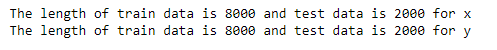 The length of train data is 8000 and test data is 2000 for x
The length of train data is 8000 and test data is 2000 for y